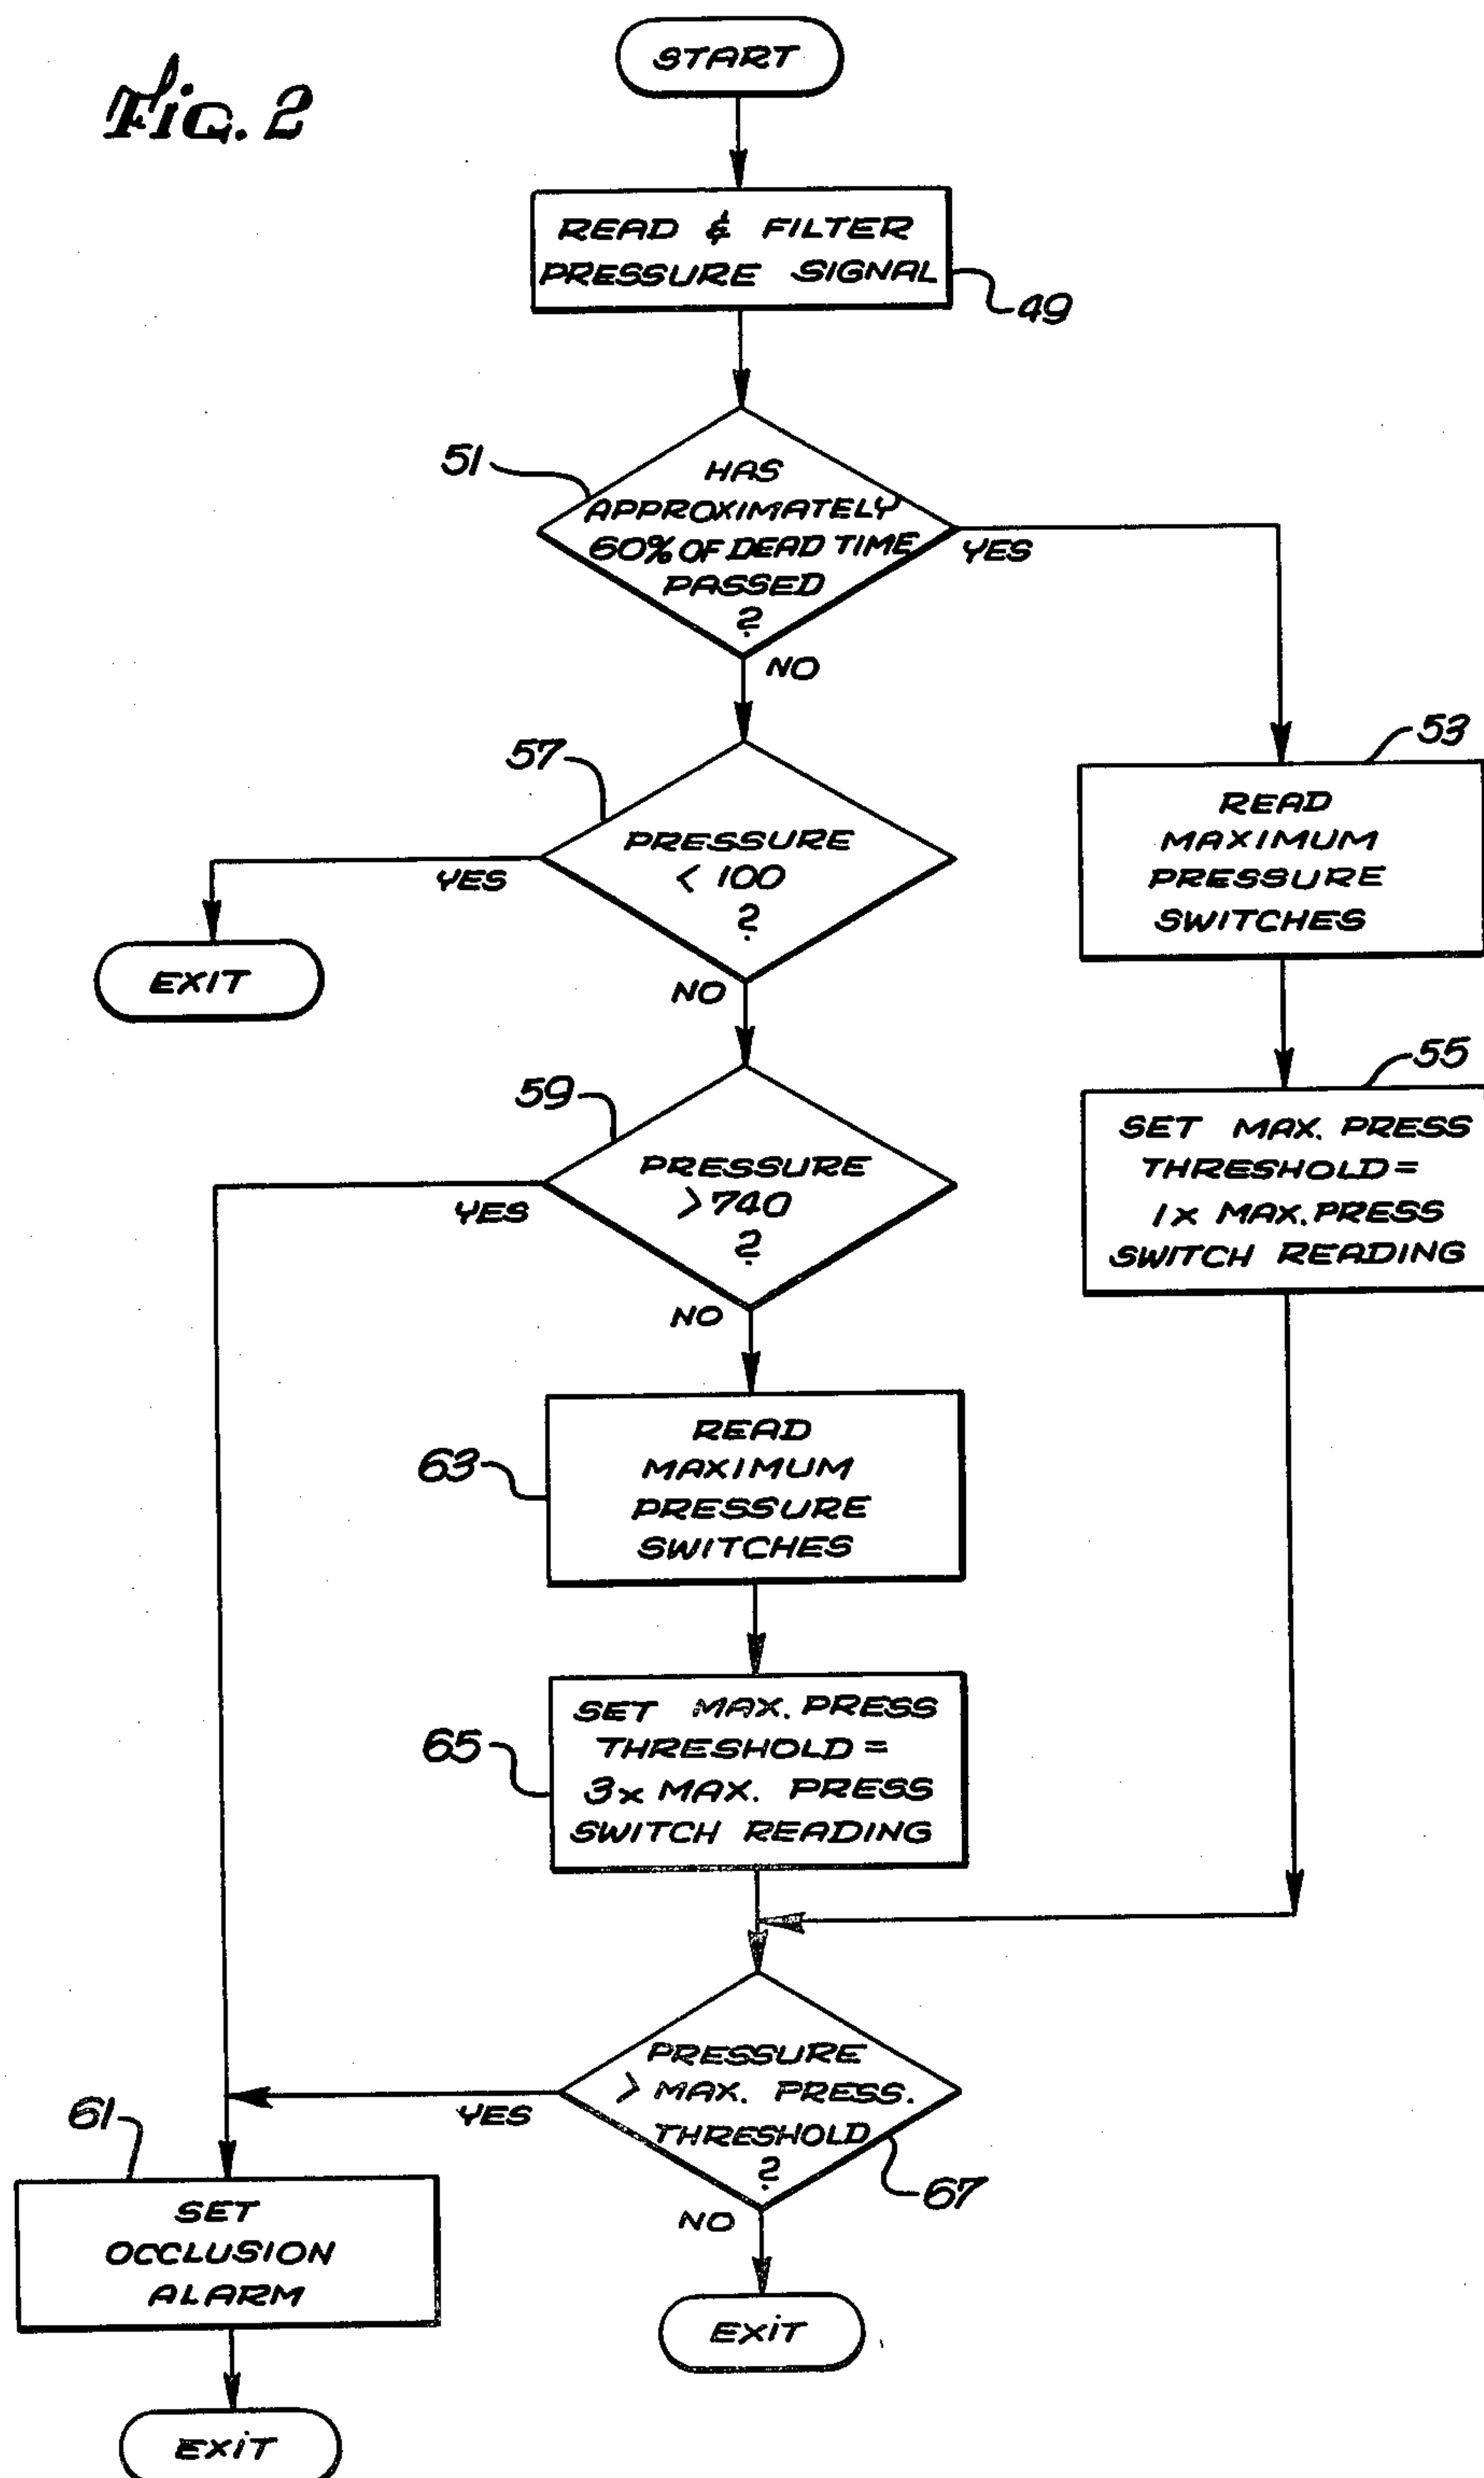 Fig. 2
START
READ & FILTER
PRESSURE SIGNAL
49
51
HAS
APPROXIMATELY
60% OF DEAD TIME
PASSED
?
YES
NO
57
PRESSURE
< 100
?
YES
NO
EXIT
53
READ
MAXIMUM
PRESSURE
SWITCHES
55
SET MAX. PRESS
THRESHOLD =
1x MAX. PRESS
SWITCH READING
59
PRESSURE
> 740
?
YES
NO
63
READ
MAXIMUM
PRESSURE
SWITCHES
65
SET MAX. PRESS
THRESHOLD =
3x MAX. PRESS
SWITCH READING
PRESSURE
> MAX. PRESS.
THRESHOLD
?
67
YES
NO
61
SET
OCCLUSION
ALARM
EXIT
EXIT